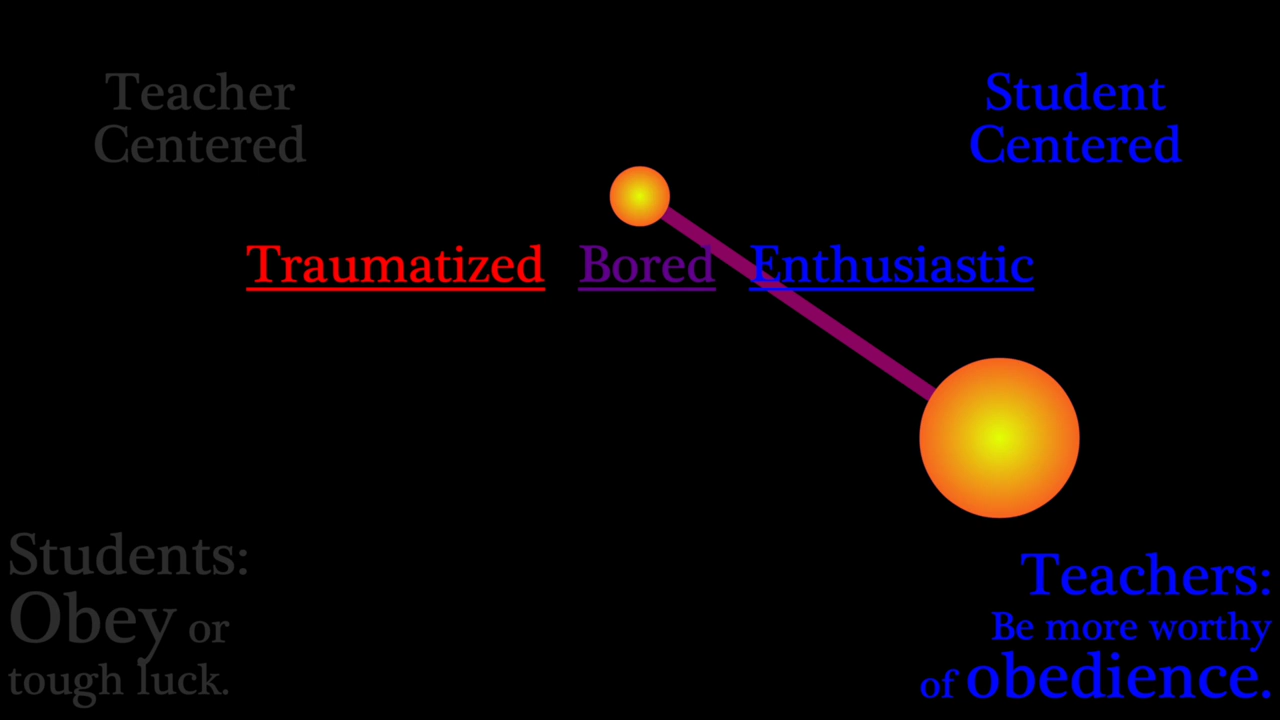 Teacher
Centered
Student
Centered
Traumatized Bored Enthusiastic
Students:
Obey or
tough luck.
Teachers:
Be more worthy
of obedience.